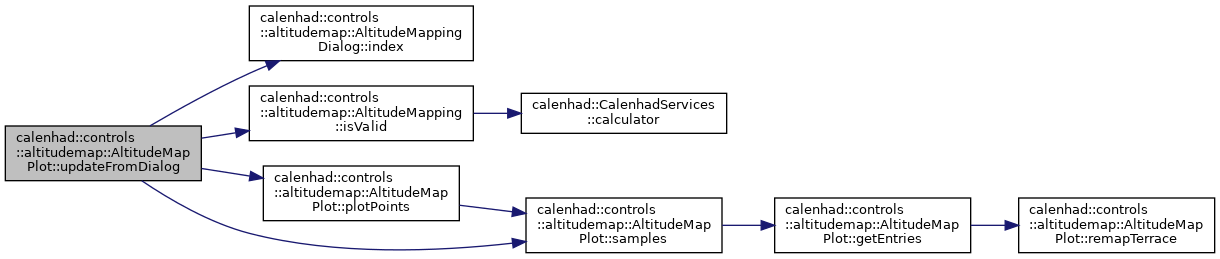 calenhad::controls
::altitudemap::AltitudeMap
Plot::updateFromDialog
calenhad::controls
::altitudemap::AltitudeMapping
Dialog::index
calenhad::controls
::altitudemap::AltitudeMapping
::isValid
calenhad::CalenhadServices
::calculator
calenhad::controls
::altitudemap::AltitudeMap
Plot::plotPoints
calenhad::controls
::altitudemap::AltitudeMap
Plot::samples
calenhad::controls
::altitudemap::AltitudeMap
Plot::getEntries
calenhad::controls
::altitudemap::AltitudeMap
Plot::remapTerrace